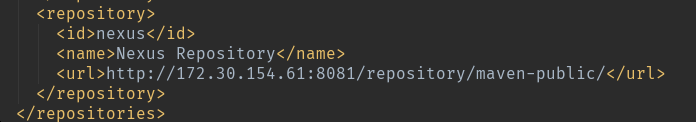 <repository>
<id>nexus</id>
<name>Nexus Repository</name>
<url>http://172.30.154.61:8081/repository/maven-public/</url>
</repository>
</repositories>